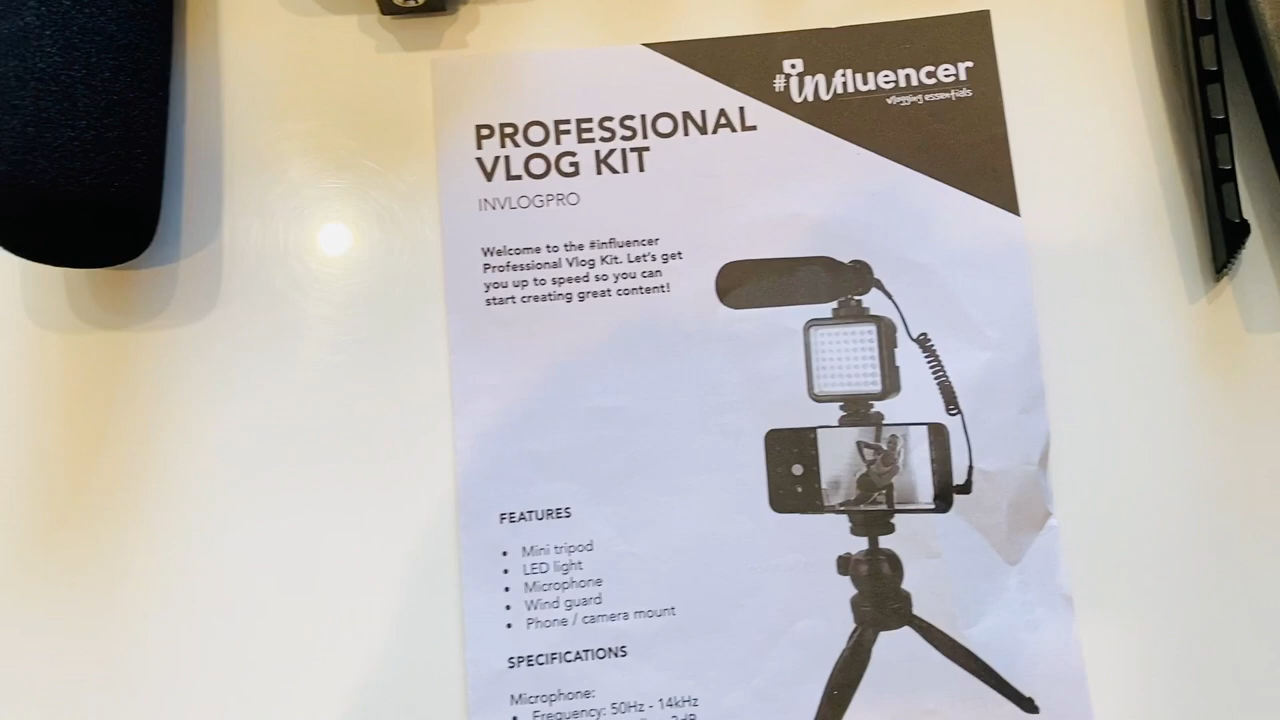 #influencer
vlogging essentials
PROFESSIONAL
VLOG KIT
INVLOGPRO
Welcome to the #influencer
Professional Vlog Kit. Let's get
you up to speed so you can
start creating great content!
FEATURES
• Mini tripod
• LED light
• Microphone
• Wind guard
• Phone / camera mount
SPECIFICATIONS
Microphone:
• Frequency: 50Hz - 14kHz